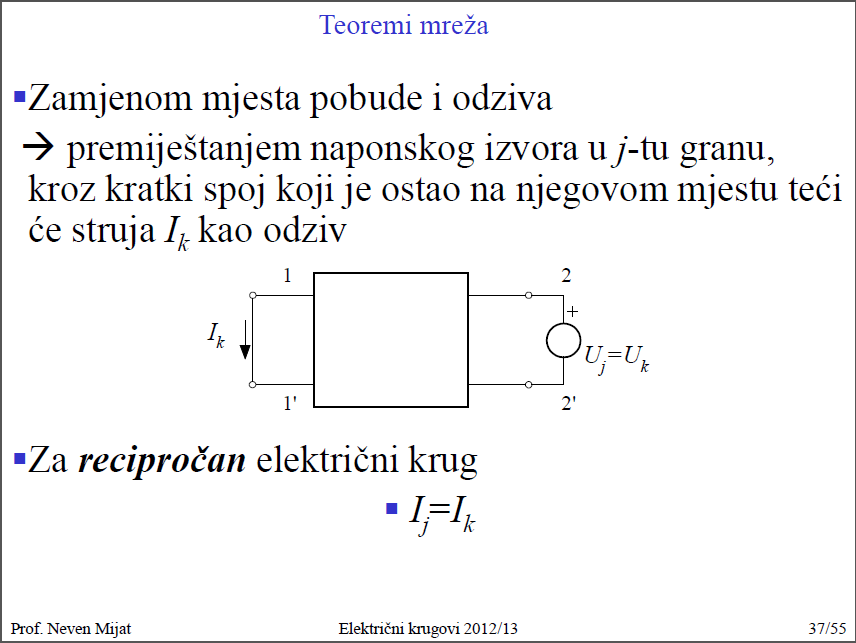 Teoremi mreža
▪Zamjenom mjesta pobude i odziva
→ premiještanjem naponskog izvora u j-tu granu,
kroz kratki spoj koji je ostao na njegovom mjestu teći
će struja Ik kao odziv
1 2
+
Ik
Uj=Uk
1' 2'
▪Za recipročan električni krug
▪ Ij=Ik
Prof. Neven Mijat Električni krugovi 2012/13 37/55